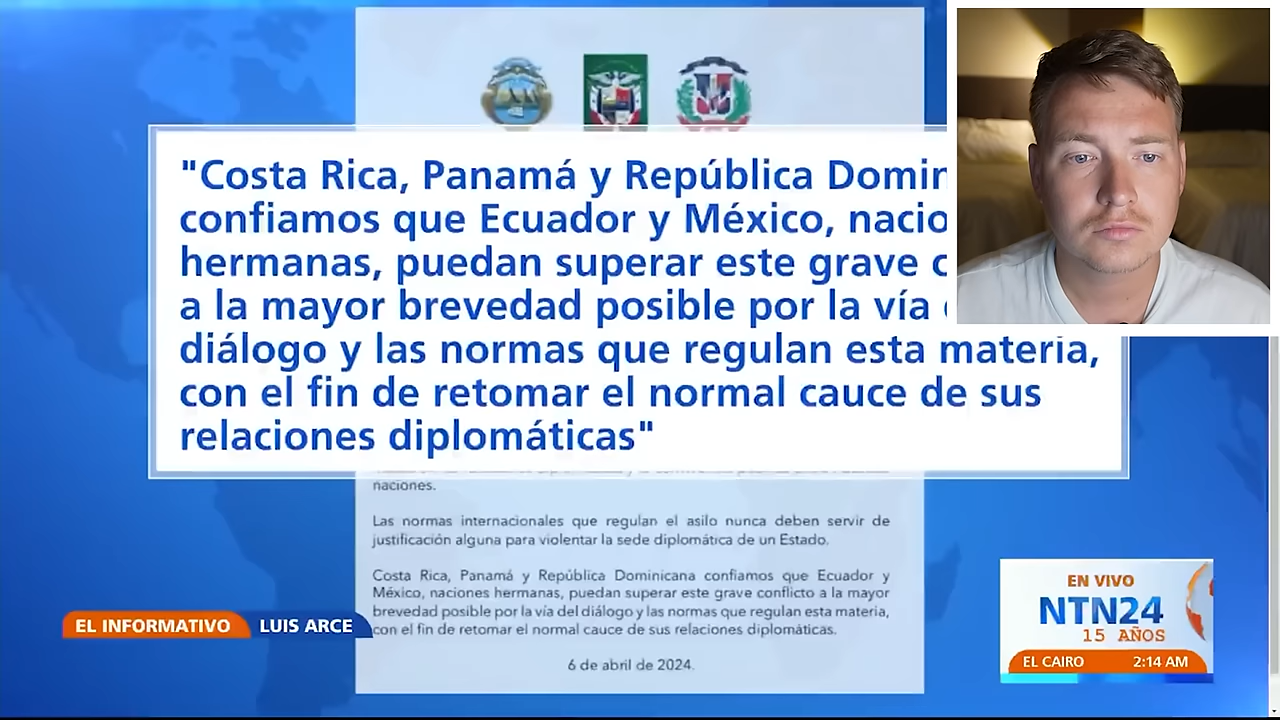 "Costa Rica, Panamá y República Domin
confiamos que Ecuador y México, nacio
hermanas, puedan superar este grave c
a la mayor brevedad posible por la vía
diálogo y las normas que regulan esta materia,
con el fin de retomar el normal cauce de sus
relaciones diplomáticas"
naciones.
Las normas internacionales que regulan el asilo nunca deben servir de
justificación alguna para violentar la sede diplomática de un Estado.
Costa Rica, Panamá y República Dominicana confiamos que Ecuador y
México, naciones hermanas, puedan superar este grave conflicto a la mayor
brevedad posible por la vía del diálogo y las normas que regulan esta materia,
con el fin de retomar el normal cauce de sus relaciones diplomáticas.
6 de abril de 2024.
EL INFORMATIVO LUIS ARCE
EN VIVO
NTN24
15 AÑOS
EL CAIRO 2:14 AM